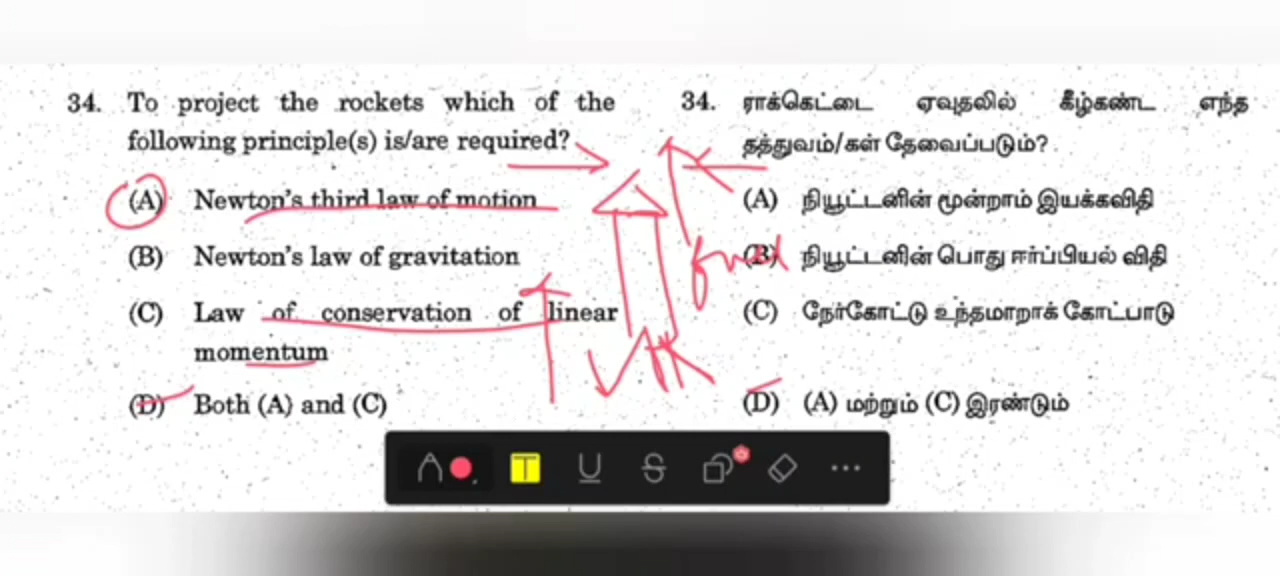 34. To project the rockets which of the
following principle(s) is/are required?
(A) Newton's third law of motion
(B) Newton's law of gravitation
(C) Law of conservation of linear
momentum
(D) Both (A) and (C)
34. ராக்கெட்டை ஏவுதலில் கீழ்கண்ட எந்த
தத்துவம்/கள் தேவைப்படும்?
(A) நியூட்டனின் மூன்றாம் இயக்கவிதி
(B) நியூட்டனின் பொது ஈர்ப்பியல் விதி
(C) நேர்கோட்டு உந்தமாறாக் கோட்பாடு
(D) (A) மற்றும் (C) இரண்டும்
T U S